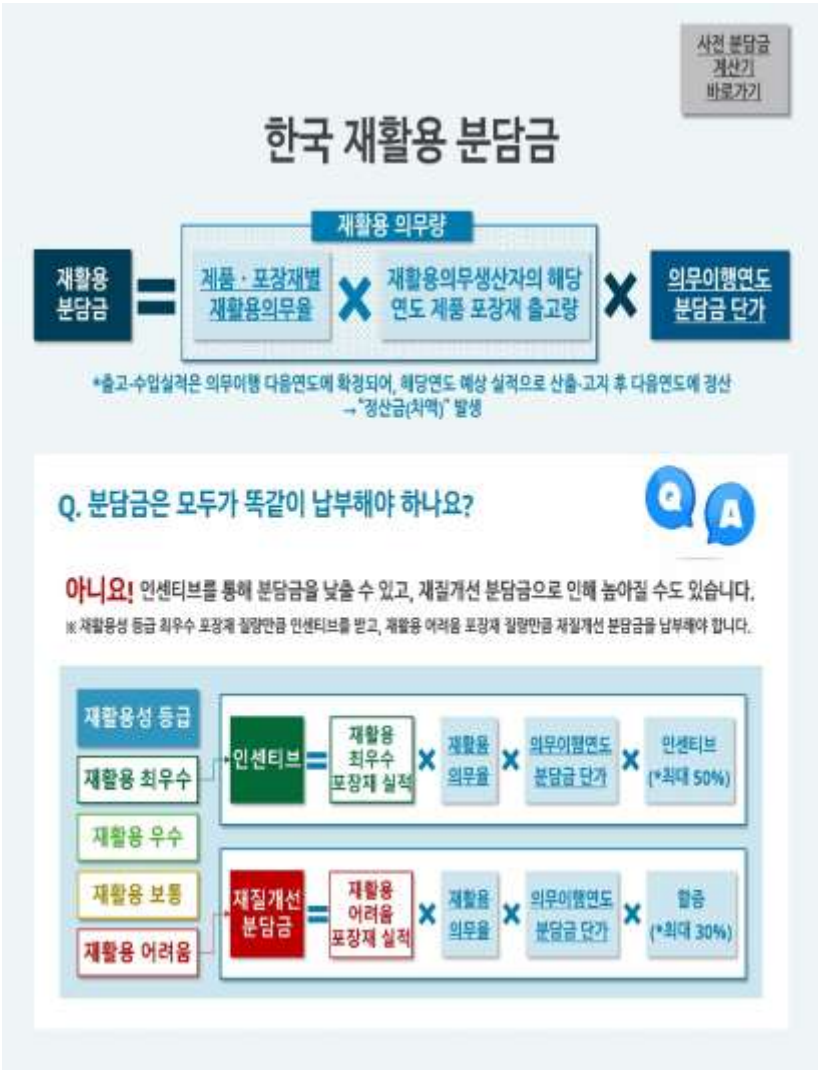 사전 분담금
계산기
바로가기
한국 재활용 분담금
재활용 의무량
재활용
분담금
=
제품ㆍ포장재별
재활용의무율
×
재활용의무생산자의 해당
연도 제품 포장재 출고량
×
의무이행연도
분담금 단가
*출고·수입실적은 의무이행 다음연도에 확정되어, 해당연도 예상 실적으로 산출·고지 후 다음연도에 정산
→ "정산금(차액)" 발생
Q. 분담금은 모두가 똑같이 납부해야 하나요?
Q
A
아니요! 인센티브를 통해 분담금을 낮출 수 있고, 재질개선 분담금으로 인해 높아질 수도 있습니다.
※ 재활용성 등급 최우수 포장재 질량만큼 인센티브를 받고, 재활용 어려움 포장재 질량만큼 재질개선 분담금을 납부해야 합니다.
재활용성 등급
재활용 최우수
재활용 우수
재활용 보통
재활용 어려움
인센티브
=
재활용
최우수
포장재 실적
×
재활용
의무율
×
의무이행연도
분담금 단가
×
인센티브
(*최대 50%)
재질개선
분담금
=
재활용
어려움
포장재 실적
×
재활용
의무율
×
의무이행연도
분담금 단가
×
할증
(*최대 30%)